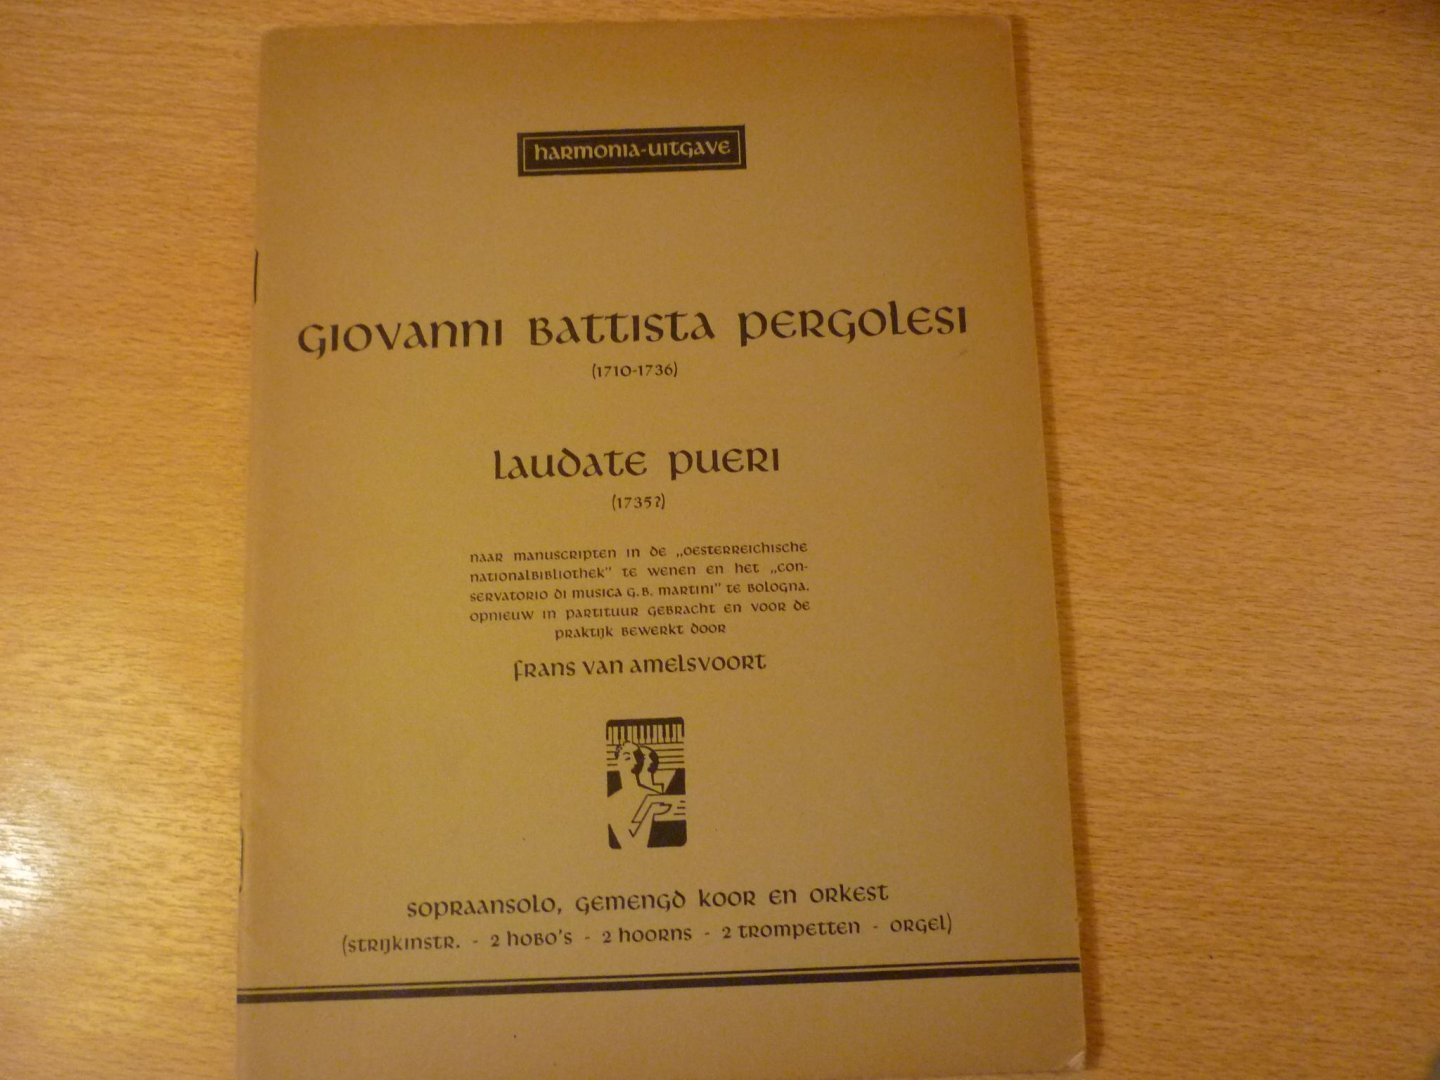 harmonia-uitgave
Giovanni Battista Pergolesi
(1710-1736)
Laudate Pueri
(1735?)
naar manuscripten in de „Oesterreichische
Nationalbibliothek" te Wenen en het „Con-
servatorio di Musica G.B. Martini" te Bologna.
Opnieuw in partituur gebracht en voor de
praktijk bewerkt door
Frans van Amelsvoort
sopraansolo, gemengd koor en orkest
(strijkinstr. - 2 hobo's - 2 hoorns - 2 trompetten - orgel)